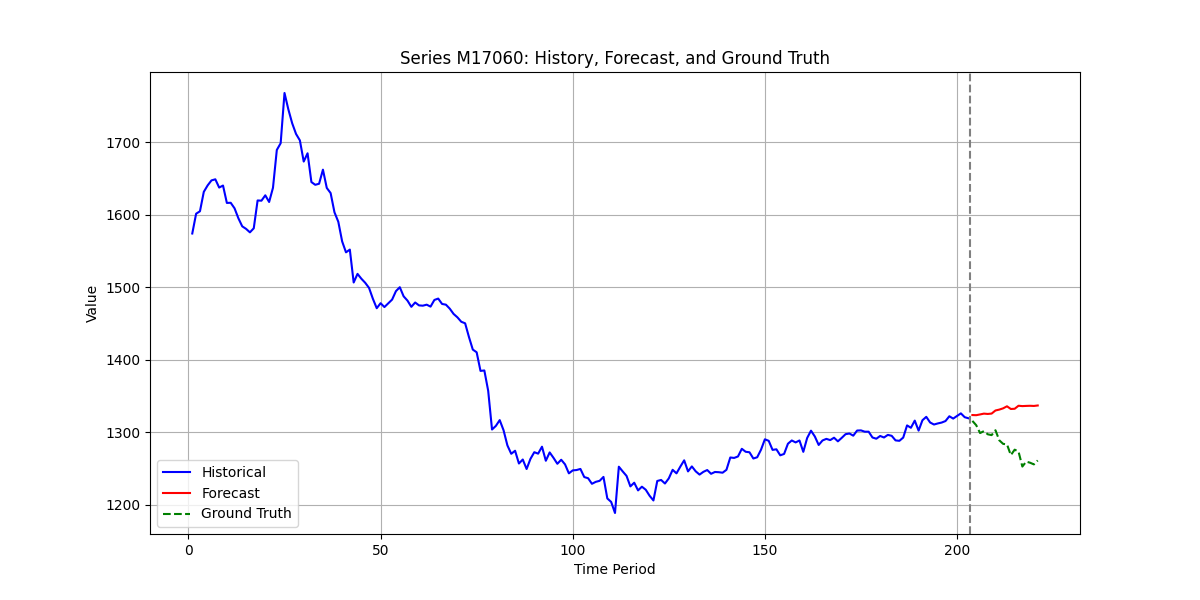 Series M17060: History, Forecast, and Ground Truth
Value
1700
1600
1500
1400
1300
1200
Historical
Forecast
Ground Truth
0
50
100
150
200
Time Period